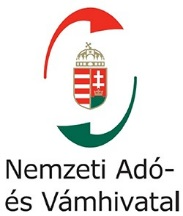 Nemzeti Adó-
és Vámhivatal